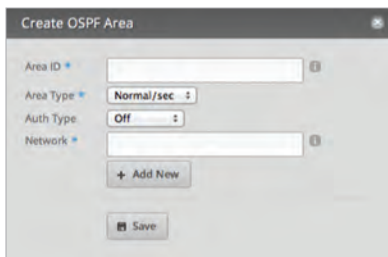 Create OSPF Area
Area ID *
Area Type * Normal/sec
Auth Type Off
Network *
+ Add New
Save